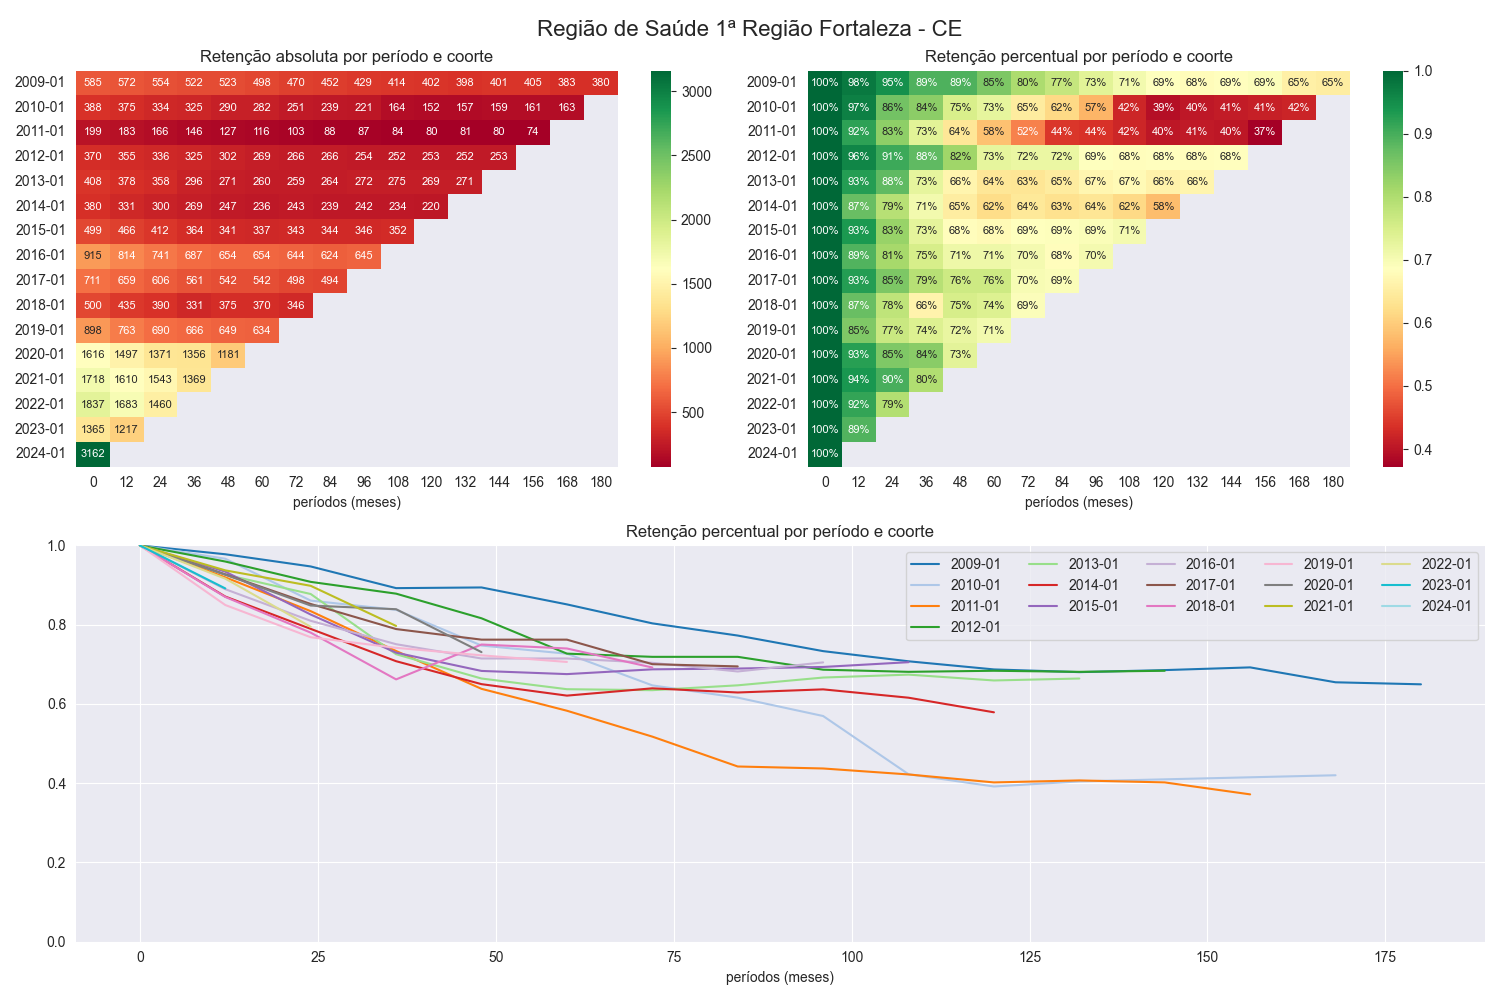 Região de Saúde 1ª Região Fortaleza - CE
Retenção absoluta por período e coorte
2009-01 585 572 554 522 523 498 470 452 429 414 402 398 401 405 383 380
2010-01 388 375 334 325 290 282 251 239 221 164 152 157 159 161 163
2011-01 199 183 166 146 127 116 103 88 87 84 80 81 80 74
2012-01 370 355 336 325 302 269 266 266 254 252 253 252 253
2013-01 408 378 358 296 271 260 259 264 272 275 269 271
2014-01 380 331 300 269 247 236 243 239 242 234 220
2015-01 499 466 412 364 341 337 343 344 346 352
2016-01 915 814 741 687 654 654 644 624 645
2017-01 711 659 606 561 542 542 498 494
2018-01 500 435 390 331 375 370 346
2019-01 898 763 690 666 649 634
2020-01 1616 1497 1371 1356 1181
2021-01 1718 1610 1543 1369
2022-01 1837 1683 1460
2023-01 1365 1217
2024-01 3162
0 12 24 36 48 60 72 84 96 108 120 132 144 156 168 180
períodos (meses)
3000
2500
2000
1500
1000
500
Retenção percentual por período e coorte
2009-01 100% 98% 95% 89% 89% 85% 80% 77% 73% 71% 69% 68% 69% 69% 65% 65%
2010-01 100% 97% 86% 84% 75% 73% 65% 62% 57% 42% 39% 40% 41% 41% 42%
2011-01 100% 92% 83% 73% 64% 58% 52% 44% 44% 42% 40% 41% 40% 37%
2012-01 100% 96% 91% 88% 82% 73% 72% 72% 69% 68% 68% 68% 68%
2013-01 100% 93% 88% 73% 66% 64% 63% 65% 67% 67% 66% 66%
2014-01 100% 87% 79% 71% 65% 62% 64% 63% 64% 62% 58%
2015-01 100% 93% 83% 73% 68% 68% 69% 69% 69% 71%
2016-01 100% 89% 81% 75% 71% 71% 70% 68% 70%
2017-01 100% 93% 85% 79% 76% 76% 70% 69%
2018-01 100% 87% 78% 66% 75% 74% 69%
2019-01 100% 85% 77% 74% 72% 71%
2020-01 100% 93% 85% 84% 73%
2021-01 100% 94% 90% 80%
2022-01 100% 92% 79%
2023-01 100% 89%
2024-01 100%
0 12 24 36 48 60 72 84 96 108 120 132 144 156 168 180
períodos (meses)
1.0
0.9
0.8
0.7
0.6
0.5
0.4
Retenção percentual por período e coorte
1.0
0.8
0.6
0.4
0.2
0.0
2009-01 2013-01 2016-01 2019-01 2022-01
2010-01 2014-01 2017-01 2020-01 2023-01
2011-01 2015-01 2018-01 2021-01 2024-01
2012-01
0 25 50 75 100 125 150 175
períodos (meses)